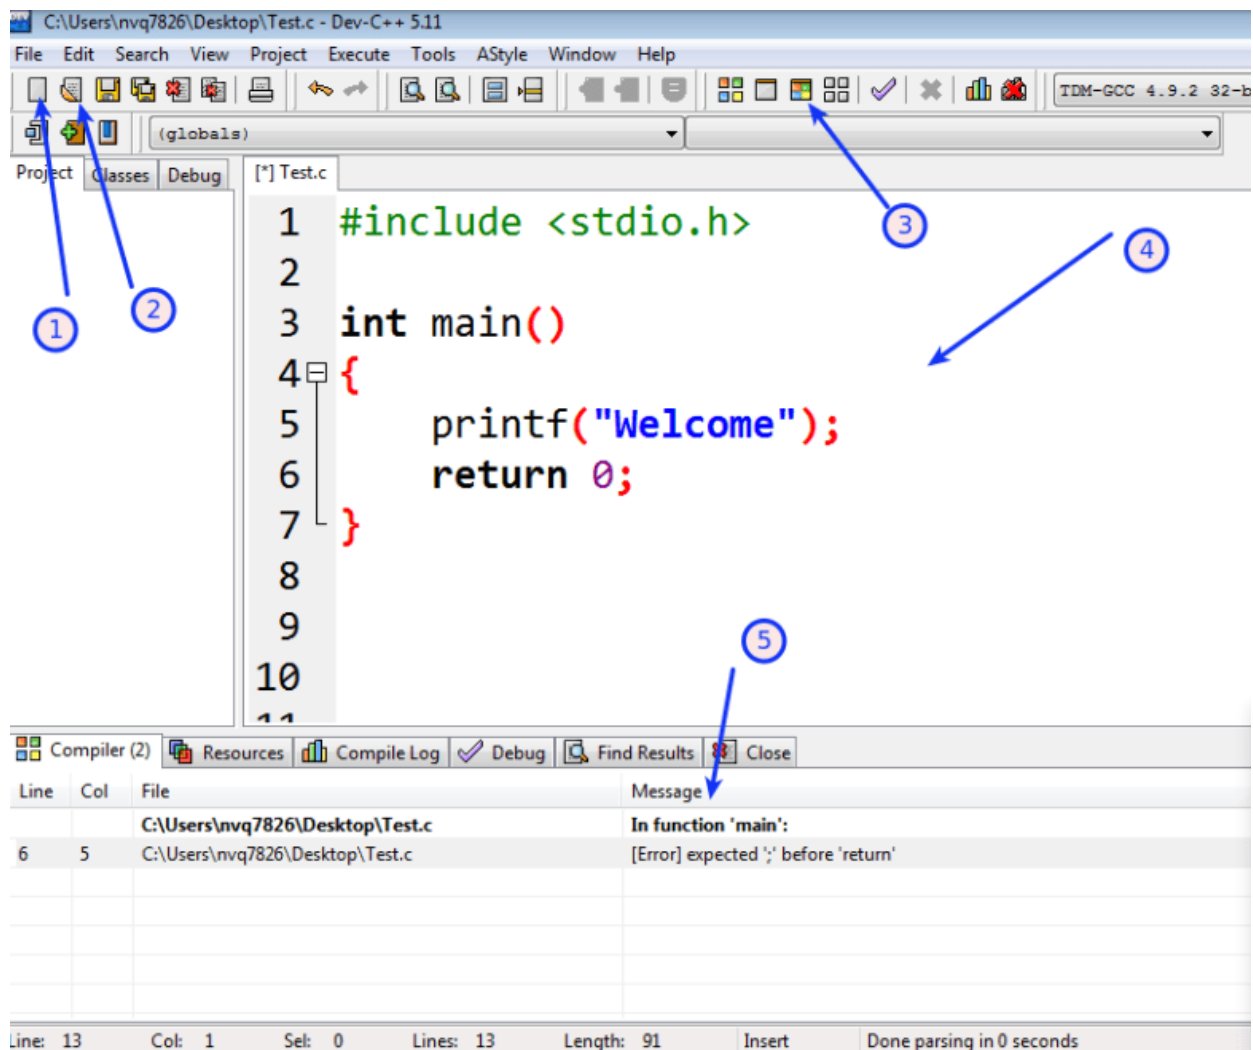 C:\Users\nvq7826\Desktop\Test.c - Dev-C++ 5.11
File Edit Search View Project Execute Tools AStyle Window Help
TDM-GCC 4.9.2 32-b
(globals)
Project Classes Debug
[*] Test.c
1 #include <stdio.h>
3
2
4
3 int main()
1
2
4 {
5 printf("Welcome");
6 return 0;
7 }
8
9
5
10
11
Compiler (2) Resources Compile Log Debug Find Results Close
Line Col File Message
C:\Users\nvq7826\Desktop\Test.c In function 'main':
6 5 C:\Users\nvq7826\Desktop\Test.c [Error] expected ';' before 'return'
Line: 13 Col: 1 Sel: 0 Lines: 13 Length: 91 Insert Done parsing in 0 seconds